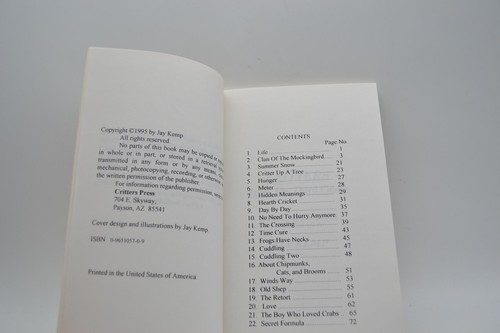 Copyright ©1995 by Jay Kemp
All rights reserved.
No parts of this book may be copied or
in whole or in part, or stored in a retrieval
transmitted in any form or by any means
mechanical, photocopying, recording, or otherwise
the written permission of the publisher.
For information regarding permission, write
Critters Press
704 E. Skyway,
Payson, AZ 85541
Cover design and illustrations by Jay Kemp
ISBN
Printed in the United States of America
CONTENTS
Page No.
1. Life 1
2. Clan Of The Mockingbird 3
3. Summer Snow 21
4. Critter Up A Tree 23
5. Hunger 27
6. Meter 28
7. Hidden Meanings 29
8. Hearth Cricket 31
9. Day By Day 35
10. No Need To Hurry Anymore 37
11. The Crossing 39
12. Time Cure 43
13. Frogs Have Necks 45
14. Cuddling 47
15. Cuddling Two 48
16. About Chipmunks,
Cats, and Brooms 51
17. Winds Way 53
18. Old Shep 55
19. The Retort 61
20. Love 62
21. The Boy Who Loved Crabs 65
22. Secret Formula 72